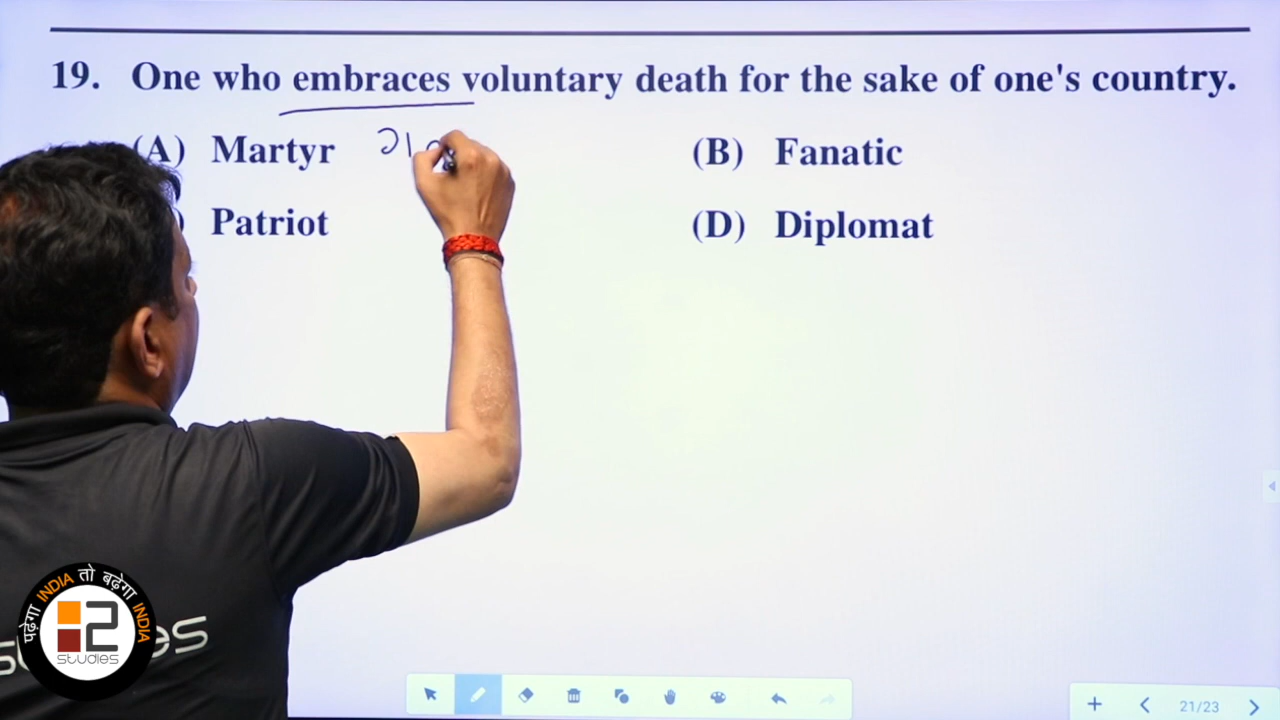 19. One who embraces voluntary death for the sake of one's country.
(A) Martyr (B) Fanatic
Patriot (D) Diplomat
पढ़ेगा INDIA तो बढ़ेगा INDIA
i2
studies
21/23